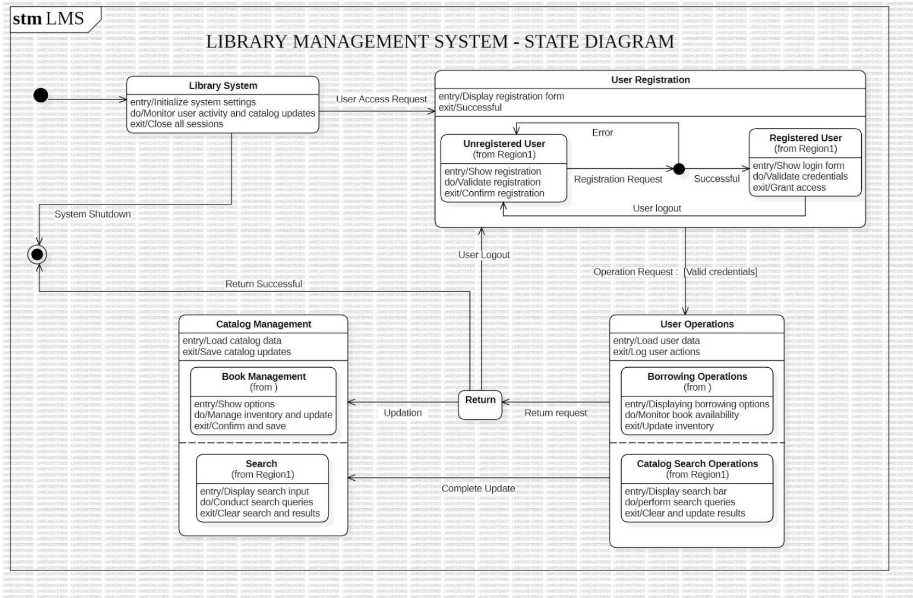 stm LMS
LIBRARY MANAGEMENT SYSTEM - STATE DIAGRAM
Library System
entry/Initialize system settings
do/Monitor user activity and catalog updates
exit/Close all sessions
User Access Request
User Registration
entry/Display registration form
exit/Successful
Unregistered User
(from Region1)
entry/Show registration
do/Validate registration
exit/Confirm registration
Error
Registration Request
Successful
Registered User
(from Region1)
entry/Show login form
do/Validate credentials
exit/Grant access
User logout
System Shutdown
User Logout
Operation Request : [Valid credentials]
Return Successful
Catalog Management
entry/Load catalog data
exit/Save catalog updates
Book Management
(from )
entry/Show options
do/Manage inventory and update
exit/Confirm and save
Search
(from Region1)
entry/Display search input
do/Conduct search queries
exit/Clear search and results
Updation
Return
Return request
Complete Update
User Operations
entry/Load user data
exit/Log user actions
Borrowing Operations
(from )
entry/Displaying borrowing options
do/Monitor book availability
exit/Update inventory
Catalog Search Operations
(from Region1)
entry/Display search bar
do/perform search queries
exit/Clear and update results